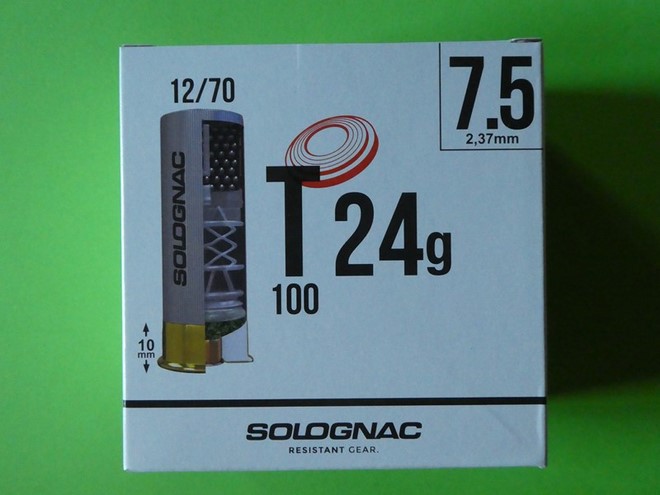 12/70
7.5
2,37mm
SOLOGNAC
T 24g
100
10
mm
SOLOGNAC
RESISTANT GEAR.